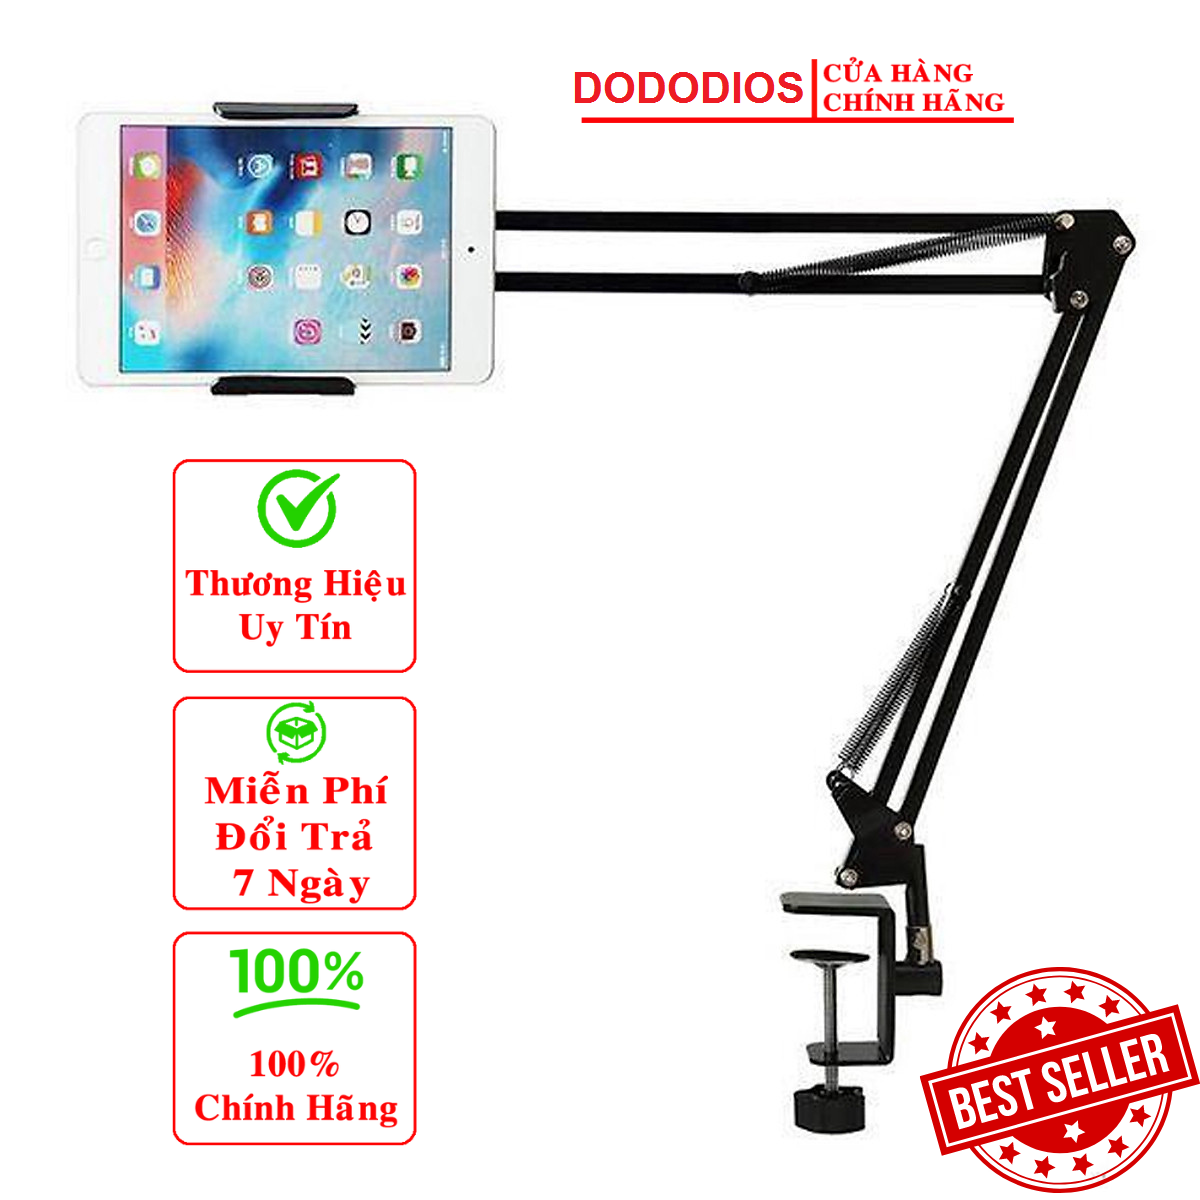 DODODIOS
CỬA HÀNG
CHÍNH HÃNG
Thương Hiệu
Uy Tín
Miễn Phí
Đổi Trả
7 Ngày
100%
100%
Chính Hãng
BEST SELLER